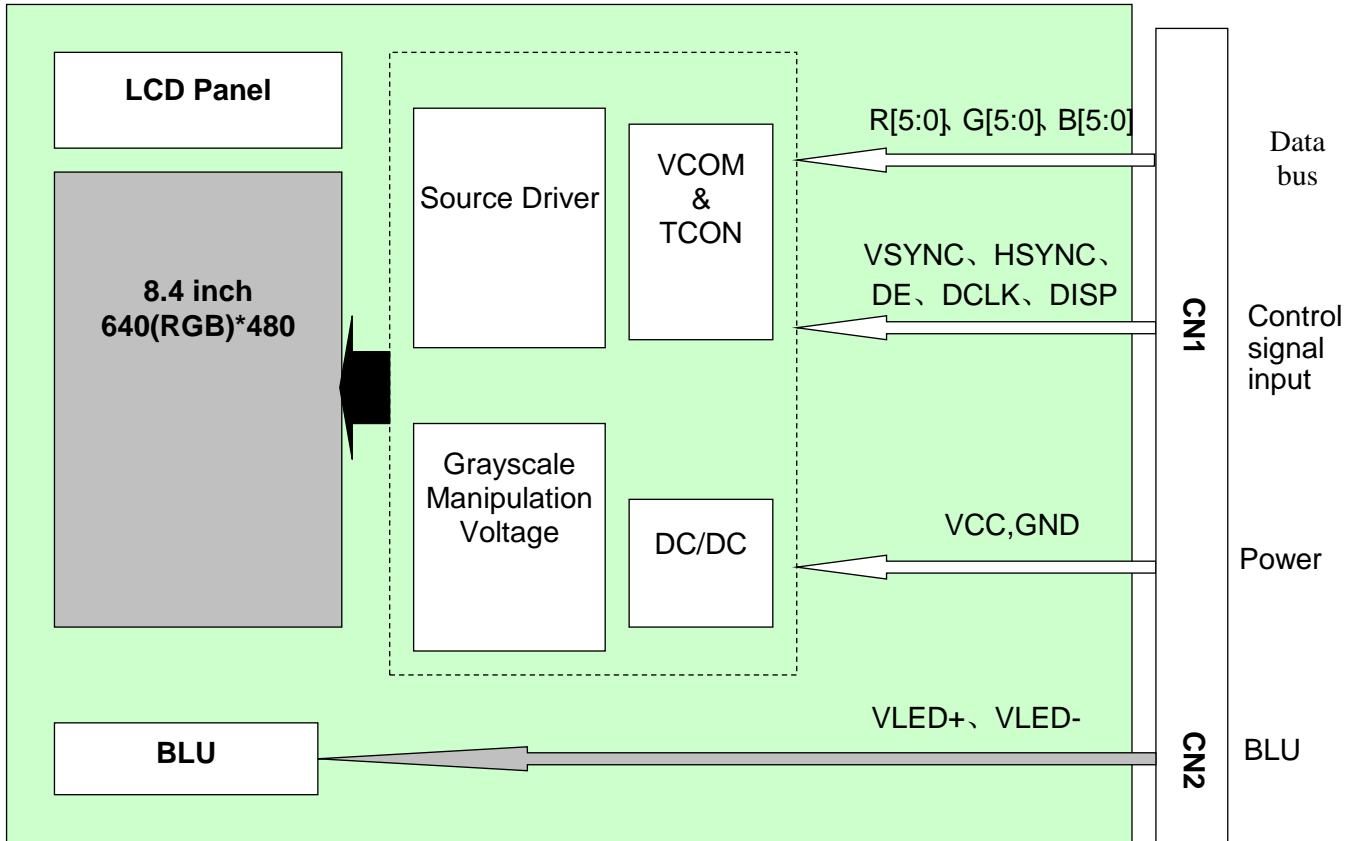 LCD Panel
8.4 inch
640(RGB)*480
Source Driver
VCOM
&
TCON
Grayscale
Manipulation
Voltage
DC/DC
BLU
R[5:0]、G[5:0]、B[5:0]
VSYNC、HSYNC、
DE、DCLK、DISP
VCC,GND
VLED+、VLED-
CN1
CN2
Data
bus
Control
signal
input
Power
BLU